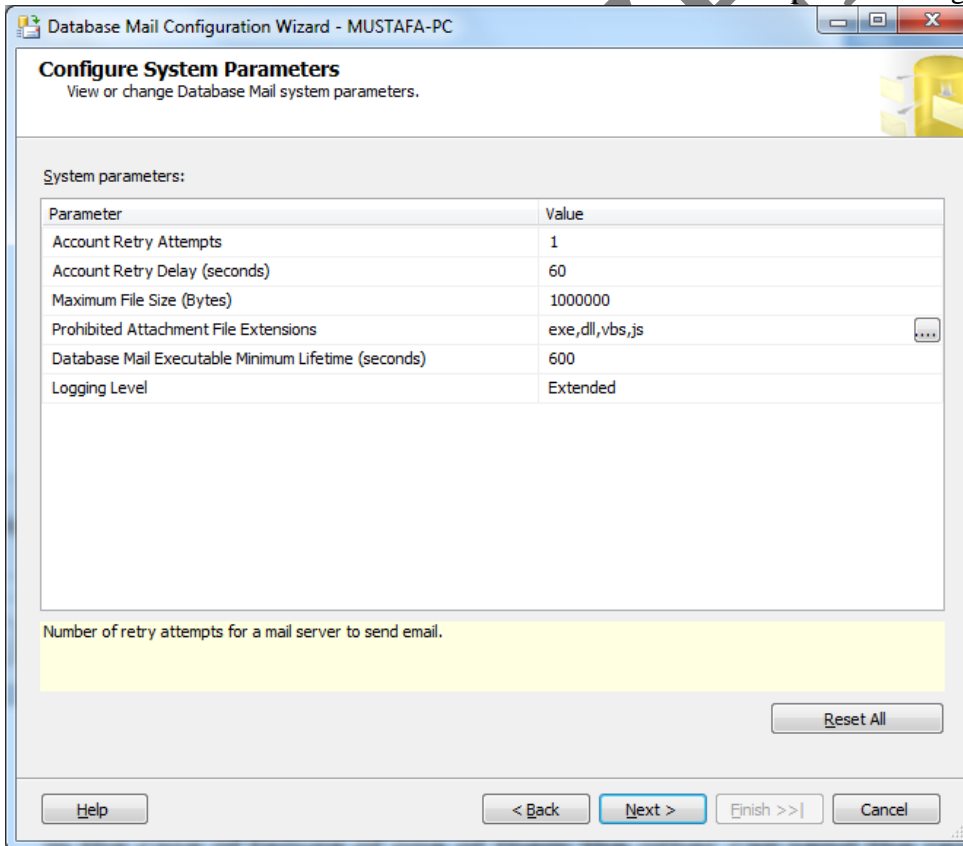 Database Mail Configuration Wizard - MUSTAFA-PC
Configure System Parameters
View or change Database Mail system parameters.
System parameters:
Parameter Value
Account Retry Attempts 1
Account Retry Delay (seconds) 60
Maximum File Size (Bytes) 1000000
Prohibited Attachment File Extensions exe,dll,vbs,js ....
Database Mail Executable Minimum Lifetime (seconds) 600
Logging Level Extended
Number of retry attempts for a mail server to send email.
Reset All
Help < Back Next > Finish >>| Cancel